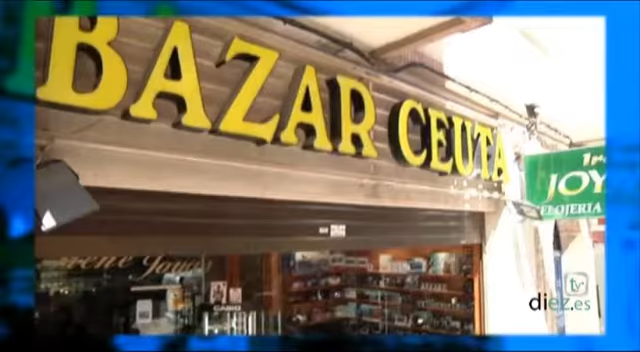 BAZAR CEUTA
JOY
RELOJERIA
CASIO
tv
diez.es